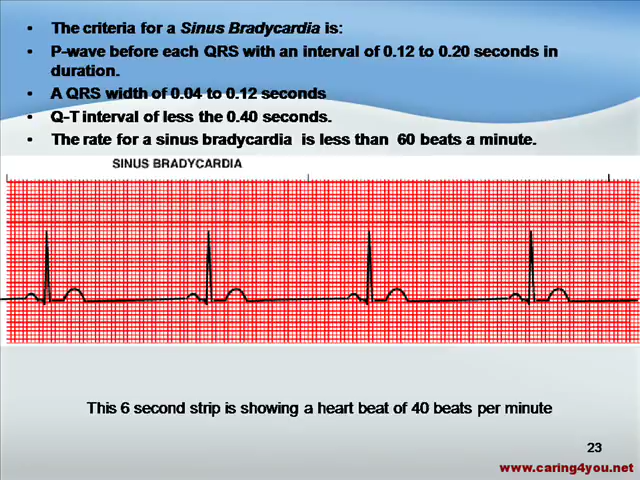 • The criteria for a Sinus Bradycardia is:
• P-wave before each QRS with an interval of 0.12 to 0.20 seconds in
duration.
• A QRS width of 0.04 to 0.12 seconds
• Q-T interval of less the 0.40 seconds.
• The rate for a sinus bradycardia is less than 60 beats a minute.
SINUS BRADYCARDIA
This 6 second strip is showing a heart beat of 40 beats per minute
23
www.caring4you.net